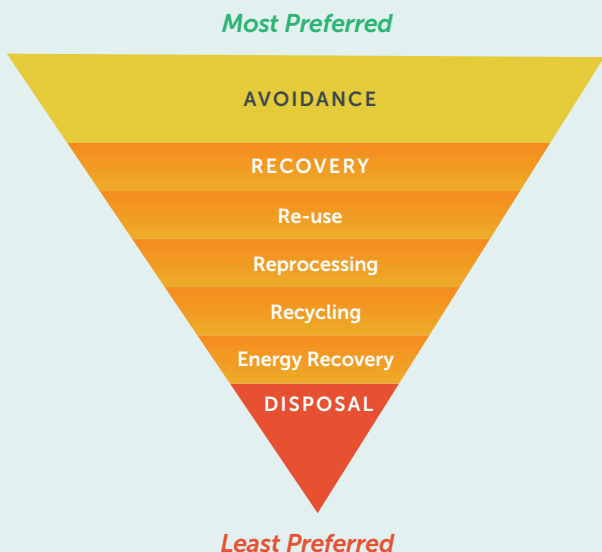 Most Preferred
AVOIDANCE
RECOVERY
Re-use
Reprocessing
Recycling
Energy Recovery
DISPOSAL
Least Preferred